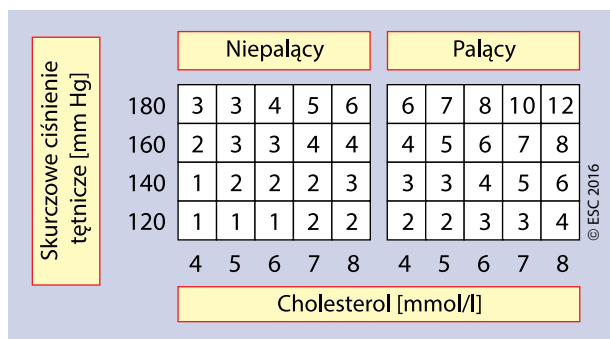 Niepalący Palący
Skurczowe ciśnienie
tętnicze [mm Hg]
180 3 3 4 5 6 6 7 8 10 12
160 2 3 3 4 4 4 5 6 7 8
140 1 2 2 2 3 3 3 4 5 6
120 1 1 1 2 2 2 2 3 3 4
4 5 6 7 8 4 5 6 7 8
Cholesterol [mmol/l]
© ESC 2016